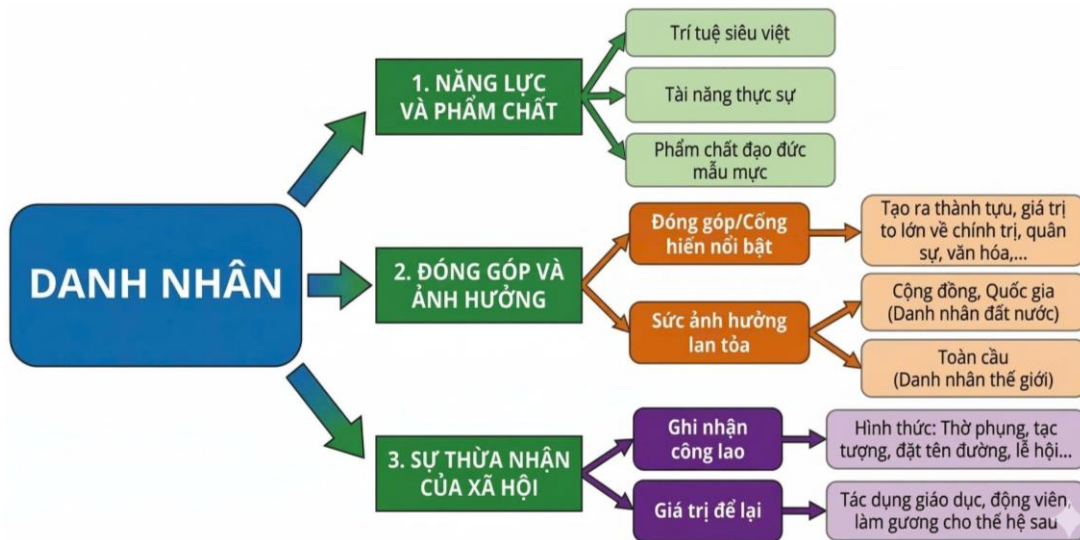 DANH NHÂN
1. NĂNG LỰC
VÀ PHẨM CHẤT
Trí tuệ siêu việt
Tài năng thực sự
Phẩm chất đạo đức
mẫu mực
2. ĐÓNG GÓP VÀ
ẢNH HƯỞNG
Đóng góp/Cống
hiến nổi bật
Tạo ra thành tựu, giá trị
to lớn về chính trị, quân
sự, văn hóa,...
Sức ảnh hưởng
lan tỏa
Cộng đồng, Quốc gia
(Danh nhân đất nước)
Toàn cầu
(Danh nhân thế giới)
3. SỰ THỪA NHẬN
CỦA XÃ HỘI
Ghi nhận
công lao
Hình thức: Thờ phụng, tạc
tượng, đặt tên đường, lễ hội...
Giá trị để lại
Tác dụng giáo dục, động viên,
làm gương cho thế hệ sau